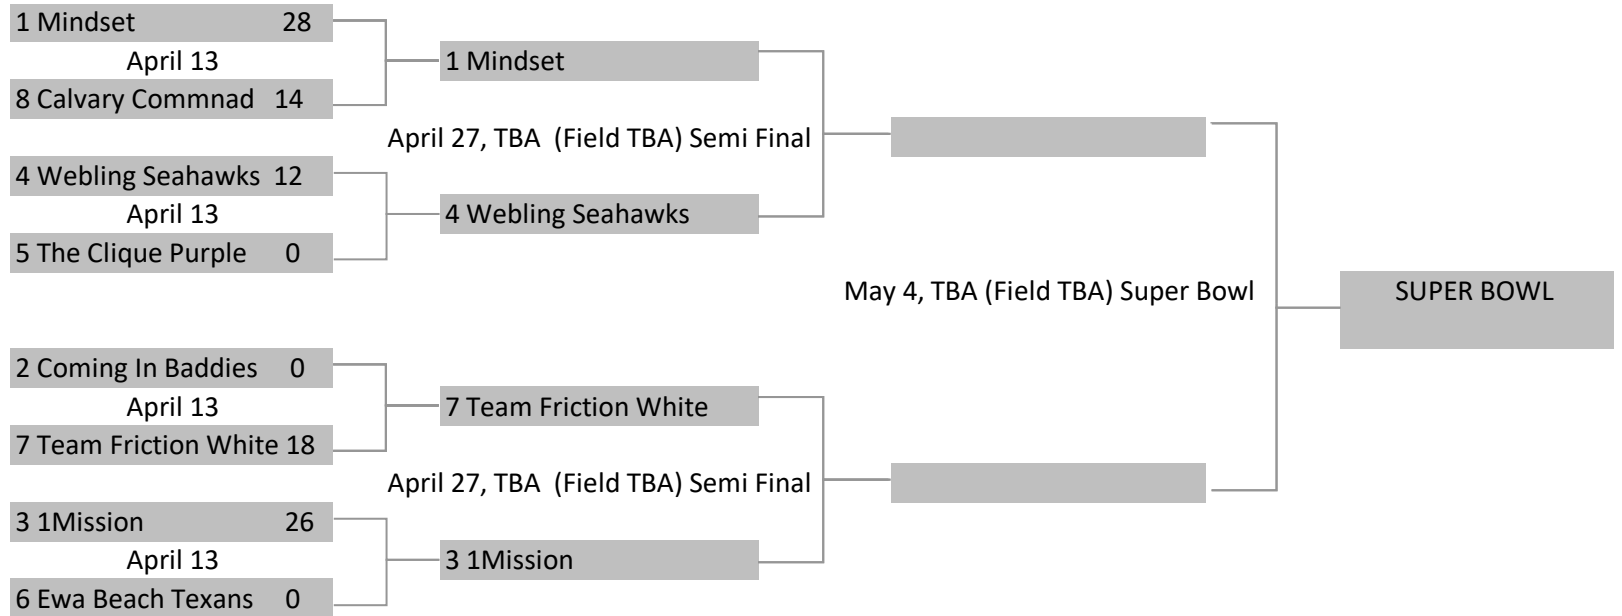 1 Mindset 28
April 13
8 Calvary Commnad 14
1 Mindset
April 27, TBA (Field TBA) Semi Final
4 Webling Seahawks 12
April 13
5 The Clique Purple 0
4 Webling Seahawks
May 4, TBA (Field TBA) Super Bowl
SUPER BOWL
2 Coming In Baddies 0
April 13
7 Team Friction White 18
7 Team Friction White
April 27, TBA (Field TBA) Semi Final
3 1Mission 26
April 13
6 Ewa Beach Texans 0
3 1Mission